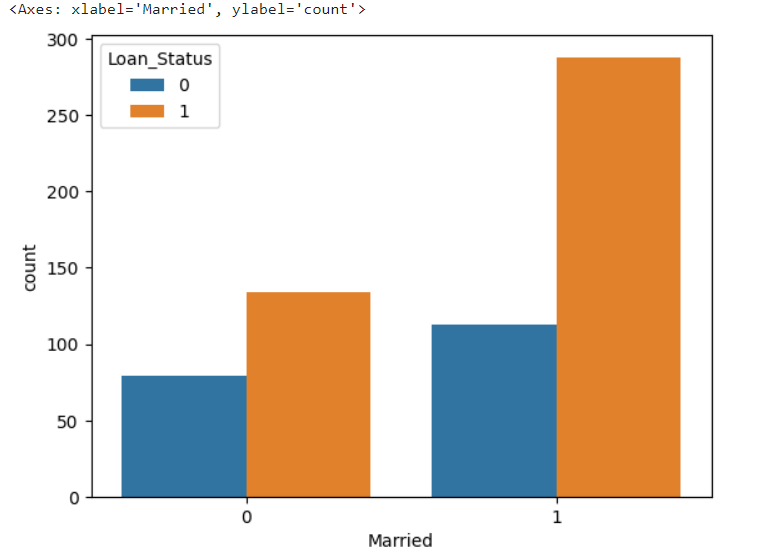 <Axes: xlabel='Married', ylabel='count'>
300
Loan_Status
0
1
250
200
150
100
50
0
count
0 1
Married